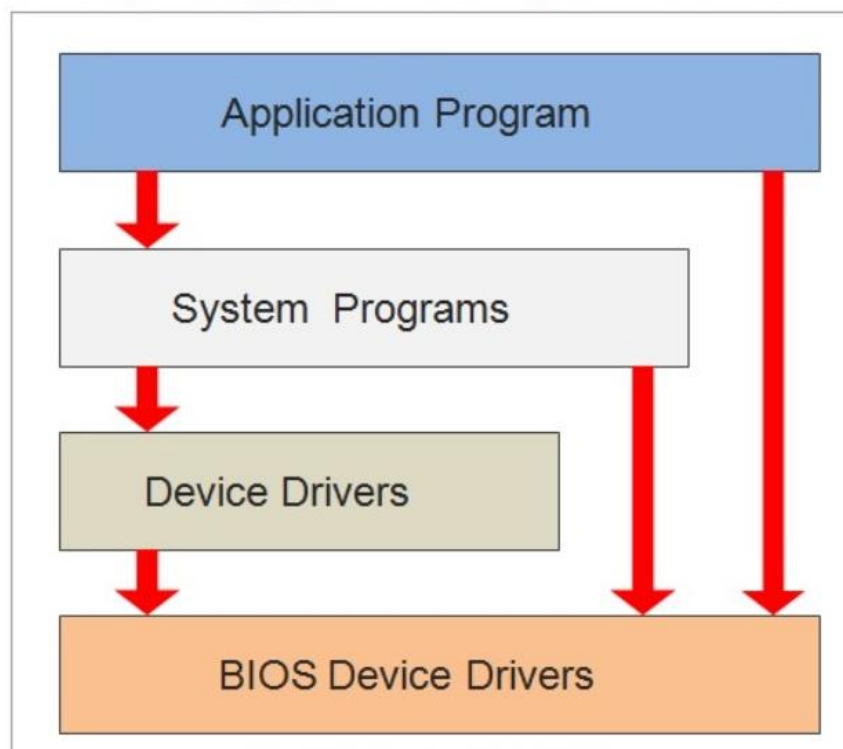 Application Program
System Programs
Device Drivers
BIOS Device Drivers